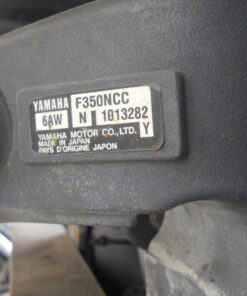 YAMAHA F350NCC
6AW N 1013282
YAMAHA MOTOR CO.,LTD. Y
MADE IN JAPAN
PAYS D'ORIGINE JAPON